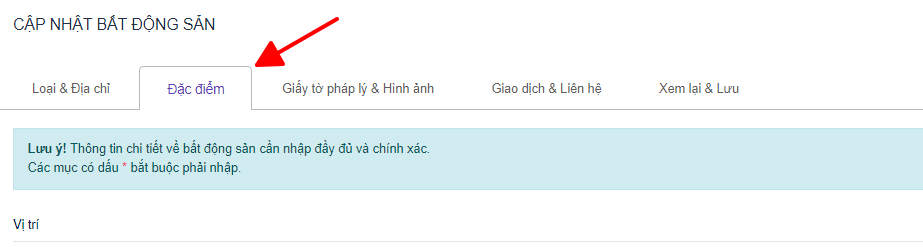 CẬP NHẬT BẤT ĐỘNG SẢN
Loại & Địa chỉ Đặc điểm Giấy tờ pháp lý & Hình ảnh Giao dịch & Liên hệ Xem lại & Lưu
Lưu ý! Thông tin chi tiết về bất động sản cần nhập đầy đủ và chính xác.
Các mục có dấu * bắt buộc phải nhập.
Vị trí